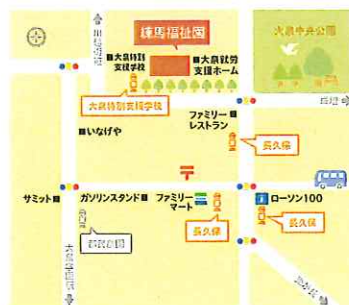 練馬福祉園
大泉中央公園
大泉特別
支援学校
大泉就労
支援ホーム
大泉特別支援学校
ファミリー
レストラン
いなげや
長久保
サミット
ガソリンスタンド
ファミリー
マート
ローソン100
長久保
長久保